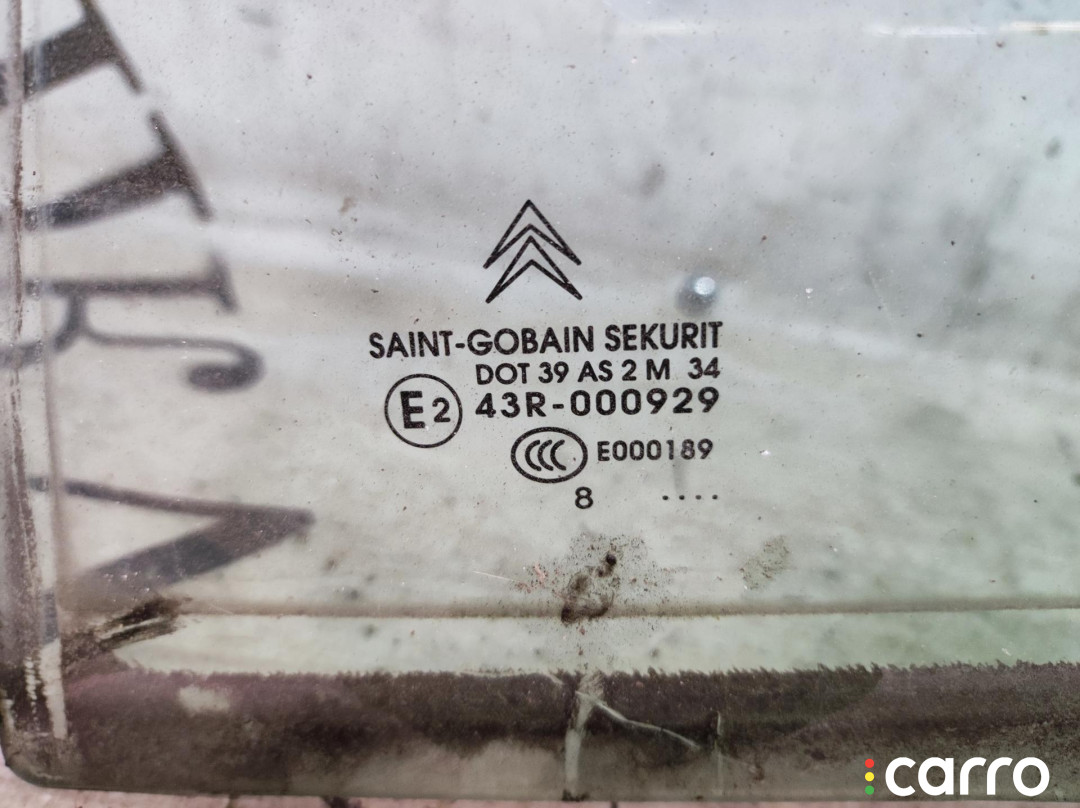 SAINT-GOBAIN SEKURIT
DOT 39 AS 2 M 34
E2 43R-000929
CCC E000189
8 ....
carro